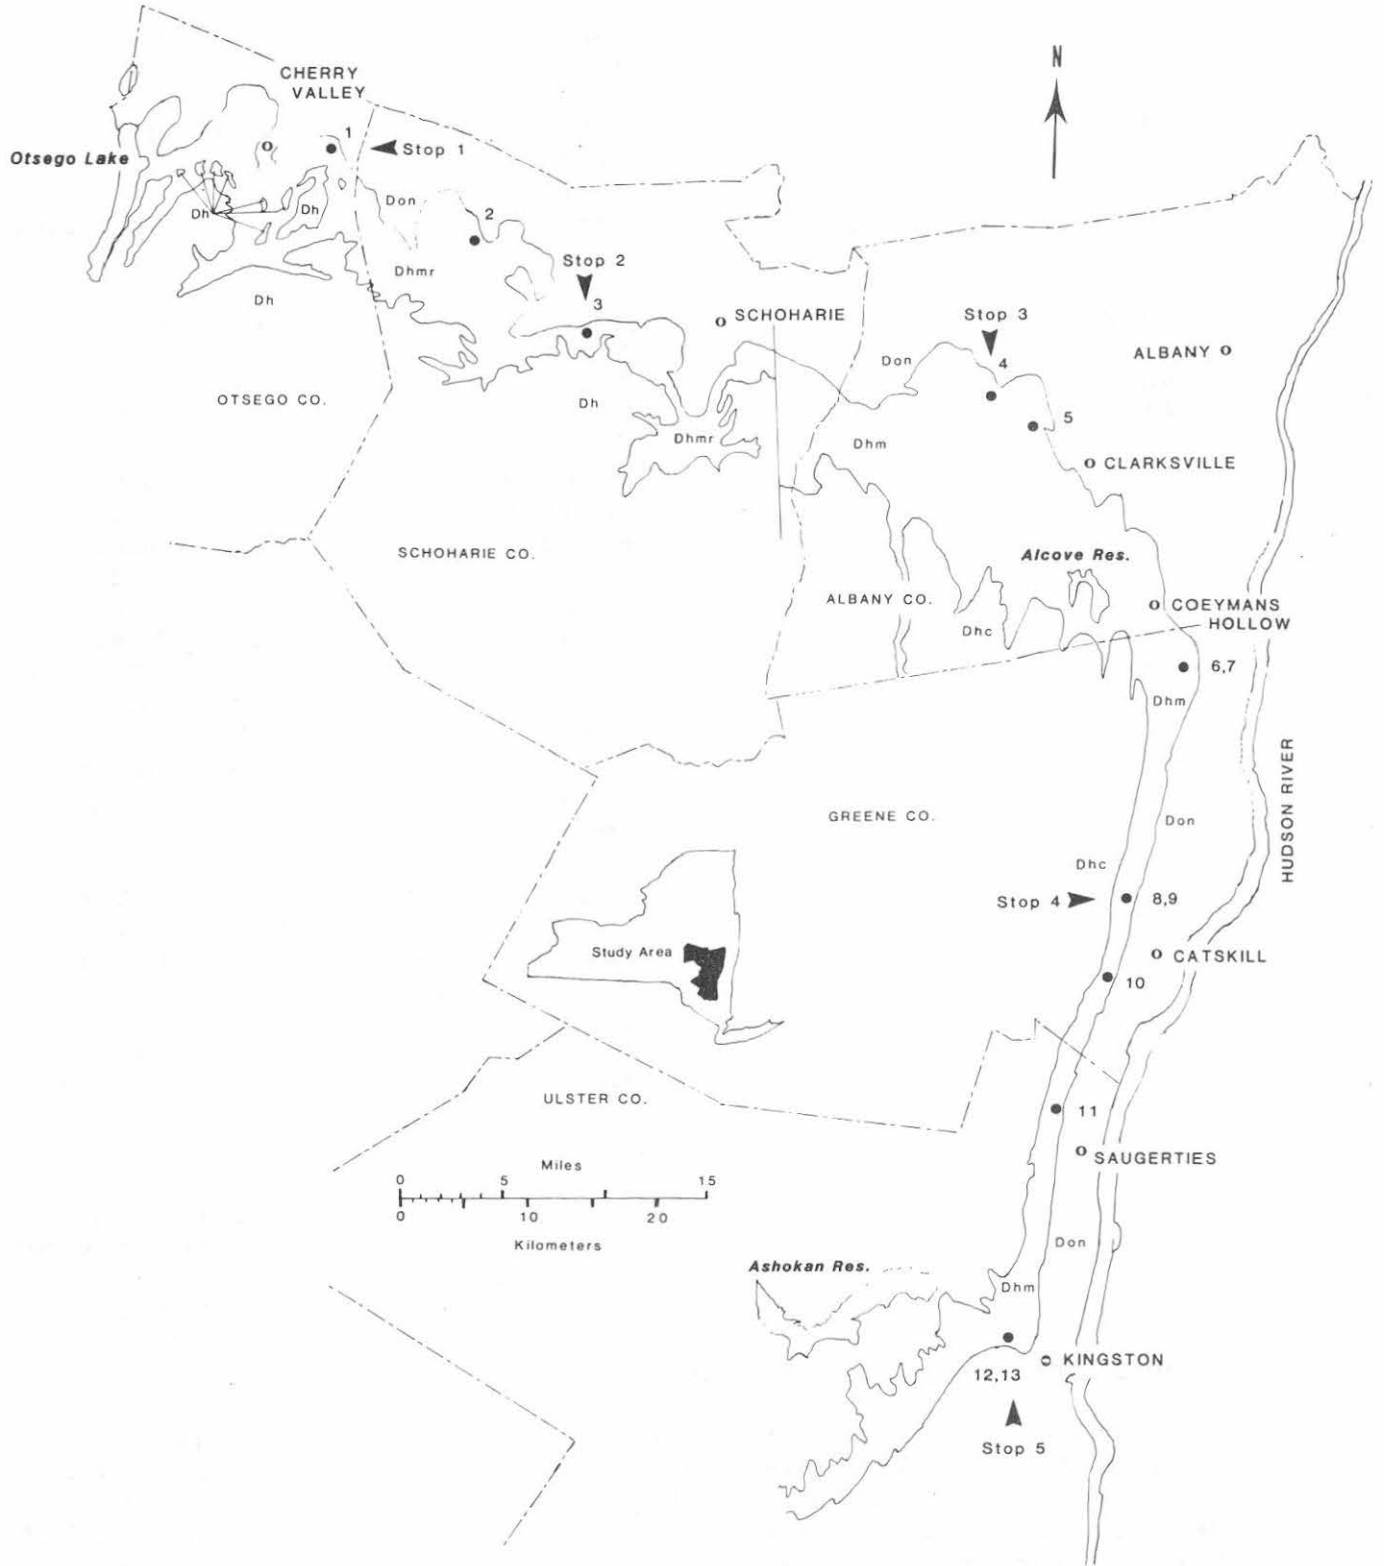 N
CHERRY
VALLEY
1
Stop 1
Otsego Lake
Don
Dh
Dh
2
Dhmr
Stop 2
3
Dh
SCHOHARIE
Stop 3
4
ALBANY
Don
OTSEGO CO.
Dh
5
Dhmr
Dhm
CLARKSVILLE
SCHOHARIE CO.
Alcove Res.
ALBANY CO.
COEYMANS
HOLLOW
Dhc
6,7
Dhm
HUDSON RIVER
GREENE CO.
Don
Dhc
Stop 4
8,9
Study Area
CATSKILL
10
ULSTER CO.
11
SAUGERTIES
Miles
0 5 15
0 10 20
Kilometers
Don
Ashokan Res.
Dhm
KINGSTON
12,13
Stop 5